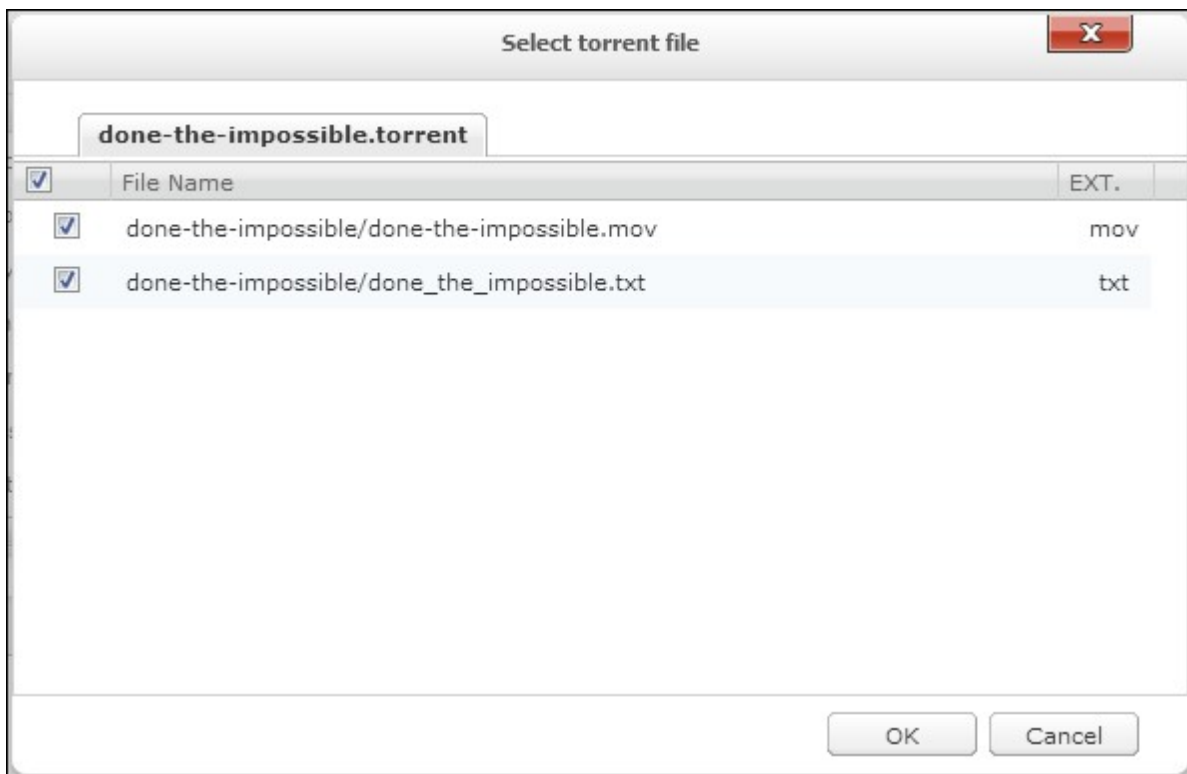 Select torrent file
X
done-the-impossible.torrent
File Name EXT.
done-the-impossible/done-the-impossible.mov mov
done-the-impossible/done_the_impossible.txt txt
OK Cancel